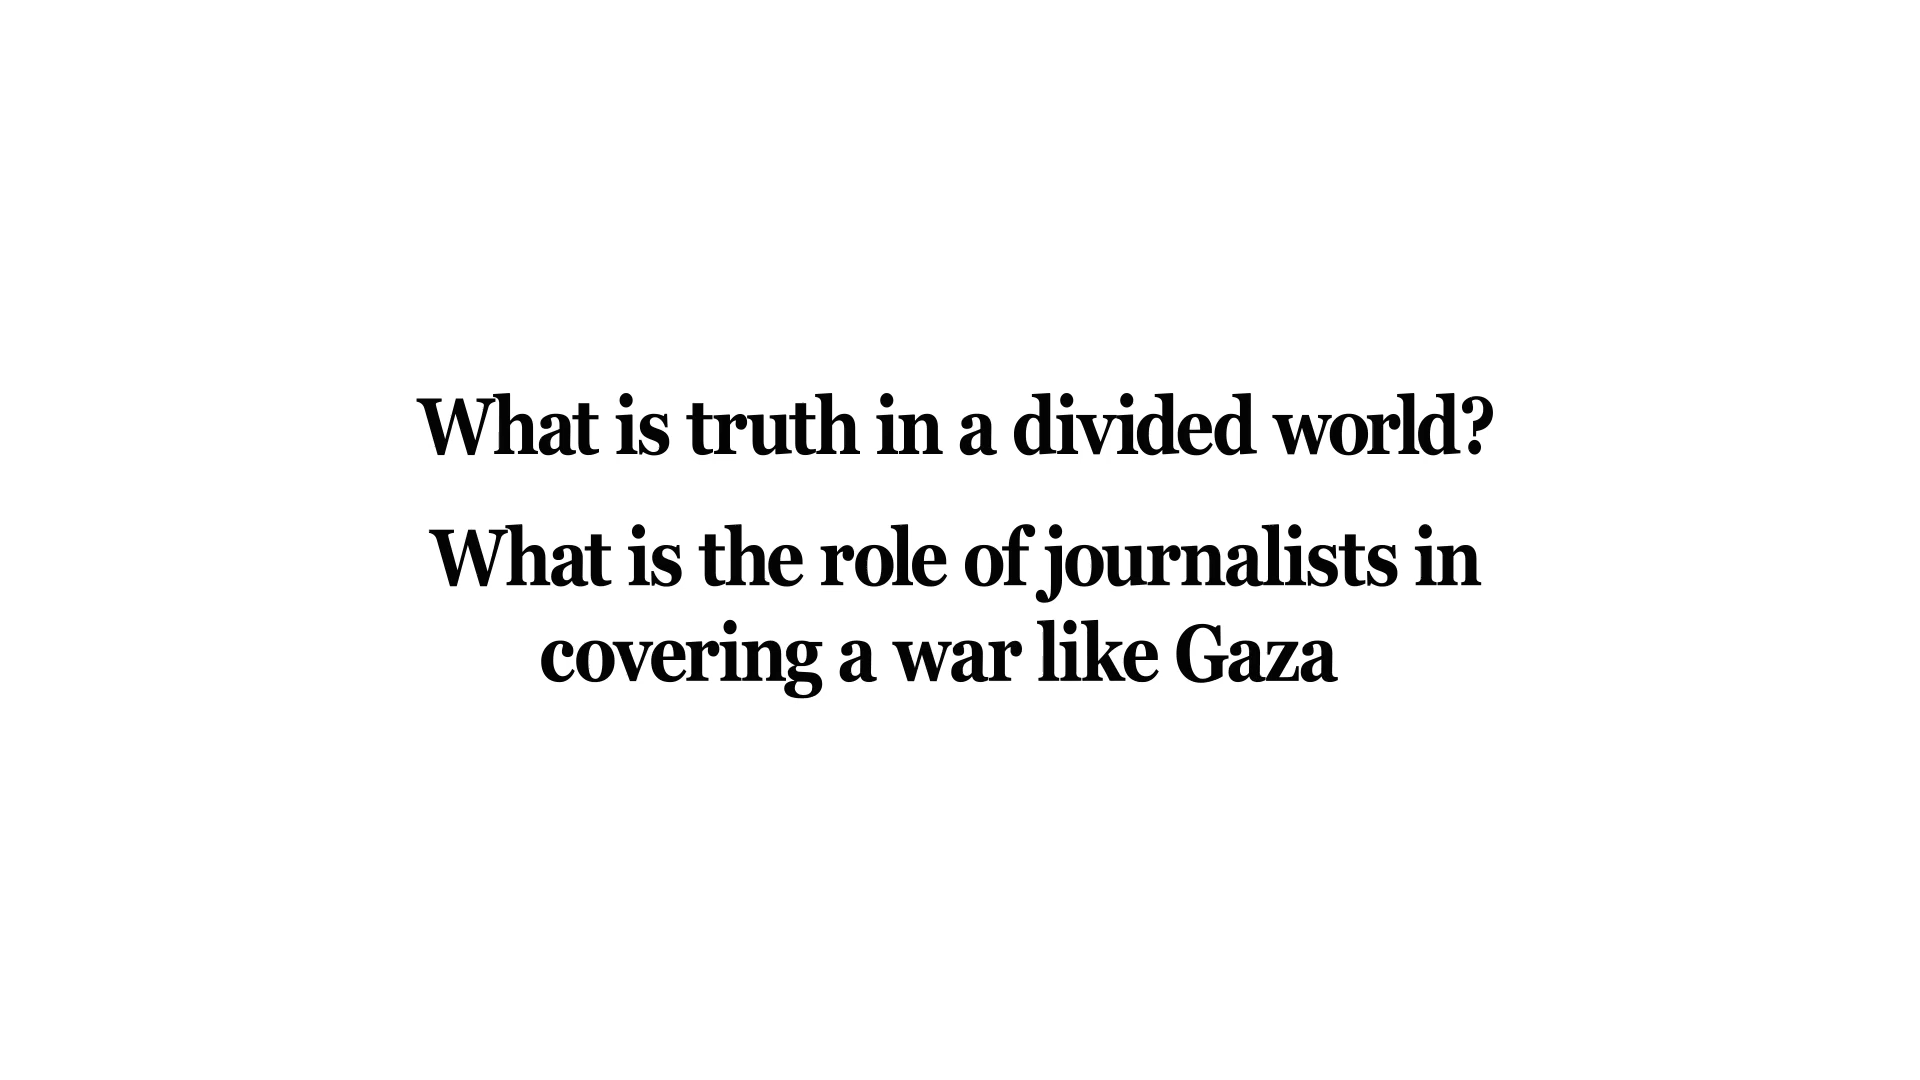 What is truth in a divided world?
What is the role of journalists in
covering a war like Gaza